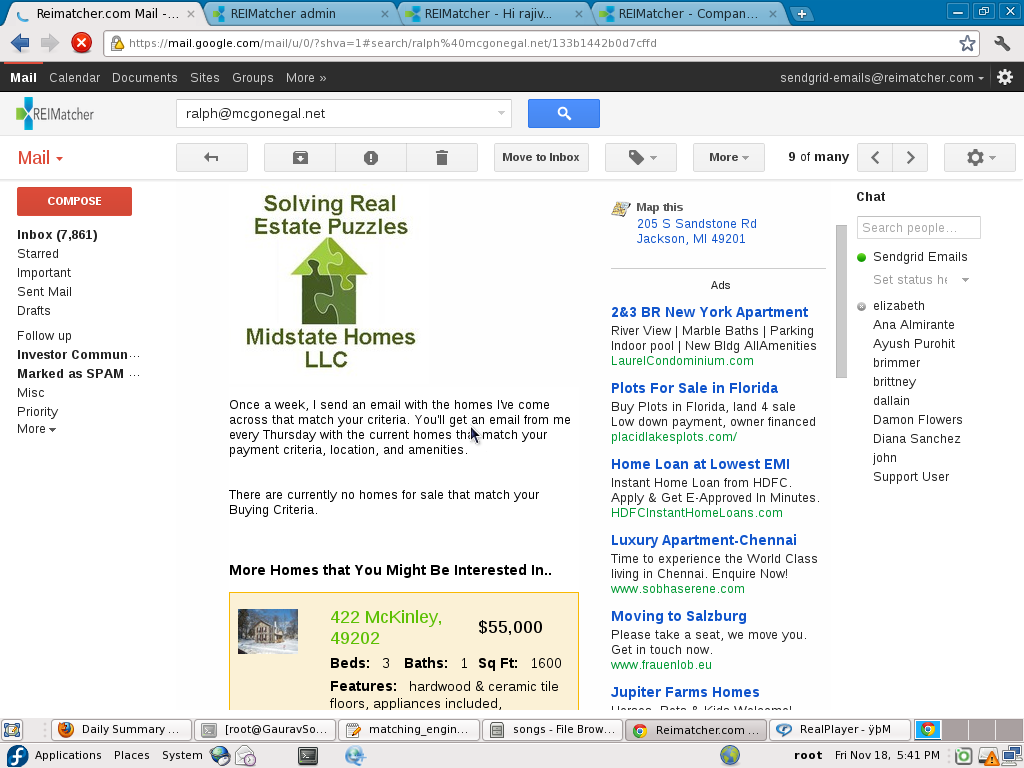 Reimatcher.com Mail -...
REIMatcher admin
REIMatcher - Hi rajiv...
REIMatcher - Compan...
https://mail.google.com/mail/u/0/?shva=1#search/ralph%40mcgonegal.net/133b1442b0d7cffd
Mail Calendar Documents Sites Groups More »
sendgrid-emails@reimatcher.com
REIMatcher
ralph@mcgonegal.net
Mail
Move to Inbox
More
9 of many
COMPOSE
Inbox (7,861)
Starred
Important
Sent Mail
Drafts
Follow up
Investor Commun...
Marked as SPAM ...
Misc
Priority
More
Solving Real
Estate Puzzles
Midstate Homes
LLC
Once a week, I send an email with the homes I've come
across that match your criteria. You'll get an email from me
every Thursday with the current homes that match your
payment criteria, location, and amenities.
There are currently no homes for sale that match your
Buying Criteria.
More Homes that You Might Be Interested In..
422 McKinley,
49202
$55,000
Beds: 3 Baths: 1 Sq Ft: 1600
Features: hardwood & ceramic tile
floors, appliances included,
Map this
205 S Sandstone Rd
Jackson, MI 49201
Ads
2&3 BR New York Apartment
River View | Marble Baths | Parking
Indoor pool | New Bldg AllAmenities
LaurelCondominium.com
Plots For Sale in Florida
Buy Plots in Florida, land 4 sale
Low down payment, owner financed
placidlakesplots.com/
Home Loan at Lowest EMI
Instant Home Loan from HDFC.
Apply & Get E-Approved In Minutes.
HDFCInstantHomeLoans.com
Luxury Apartment-Chennai
Time to experience the World Class
living in Chennai. Enquire Now!
www.sobhaserene.com
Moving to Salzburg
Please take a seat, we move you.
Get in touch now.
www.frauenlob.eu
Jupiter Farms Homes
Chat
Search people...
Sendgrid Emails
Set status he
elizabeth
Ana Almirante
Ayush Purohit
brimmer
brittney
dallain
Damon Flowers
Diana Sanchez
john
Support User
Daily Summary ...
[root@GauravSo...
matching_engin...
songs - File Brow...
Reimatcher.com ...
RealPlayer - ÿþM
Applications Places System
root Fri Nov 18, 5:41 PM